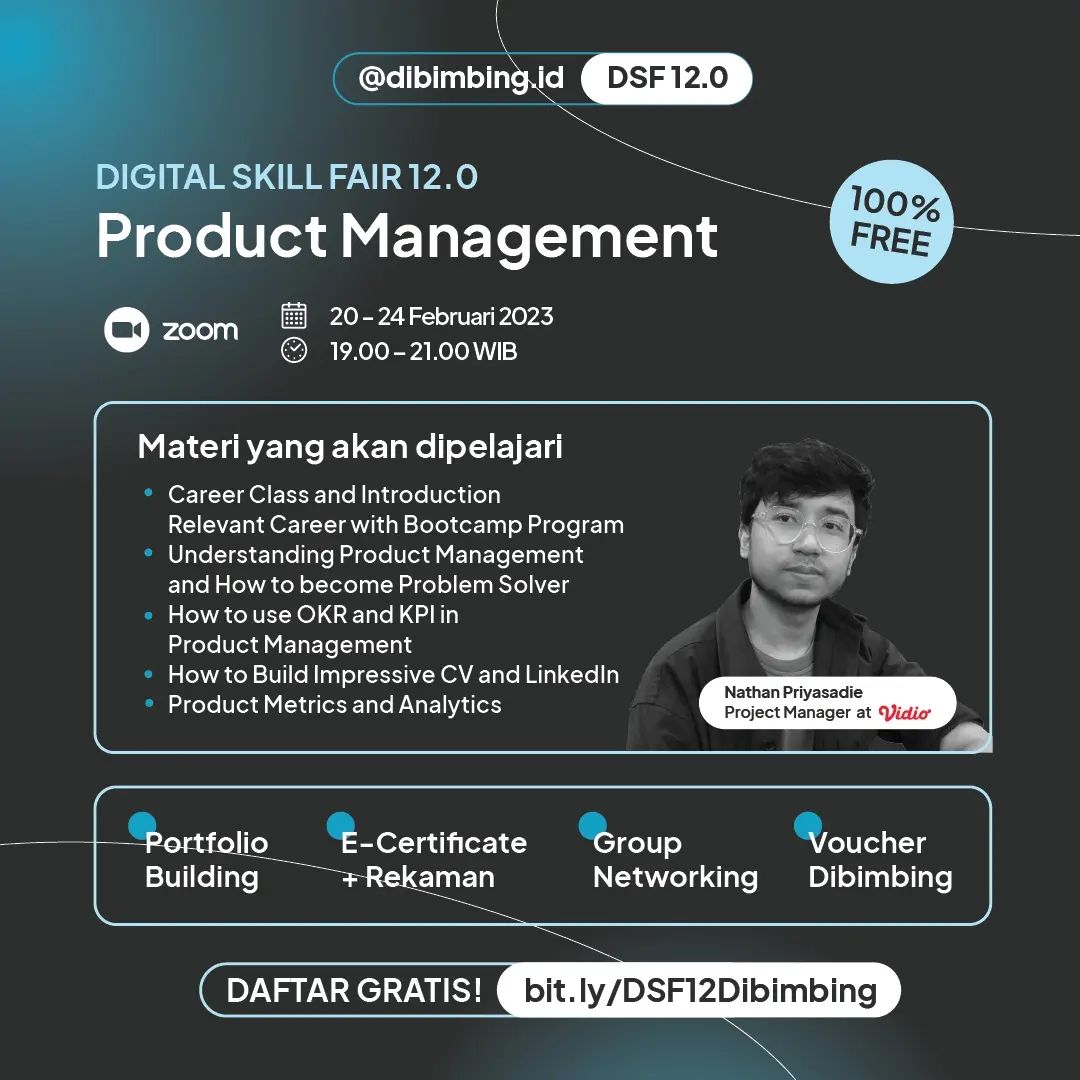 @dibimbing.id DSF 12.0
DIGITAL SKILL FAIR 12.0
Product Management
100%
FREE
zoom
20 – 24 Februari 2023
19.00 – 21.00 WIB
Materi yang akan dipelajari
Career Class and Introduction
Relevant Career with Bootcamp Program
Understanding Product Management
and How to become Problem Solver
How to use OKR and KPI in
Product Management
How to Build Impressive CV and LinkedIn
Product Metrics and Analytics
Nathan Priyasadie
Project Manager at Vidio
Portfolio
Building
E-Certificate
+ Rekaman
Group
Networking
Voucher
Dibimbing
DAFTAR GRATIS! bit.ly/DSF12Dibimbing